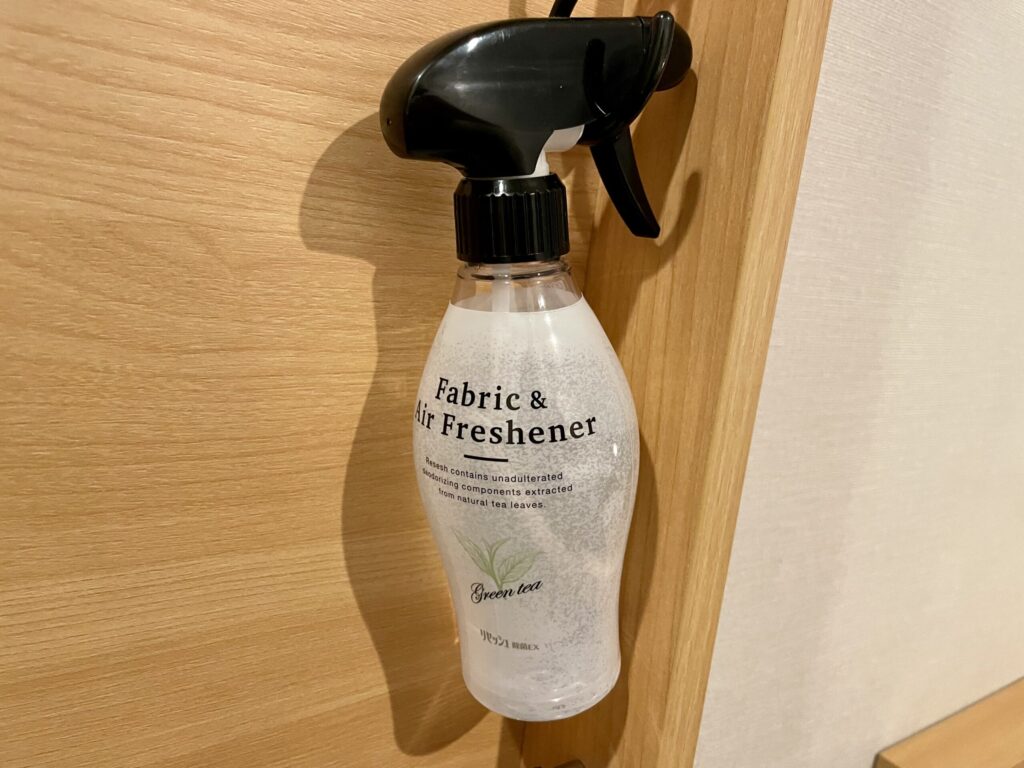 Fabric &
Air Freshener
Resesh contains unadulterated
deodorizing components extracted
from natural tea leaves.
Green tea
リセッシュ 除菌EX